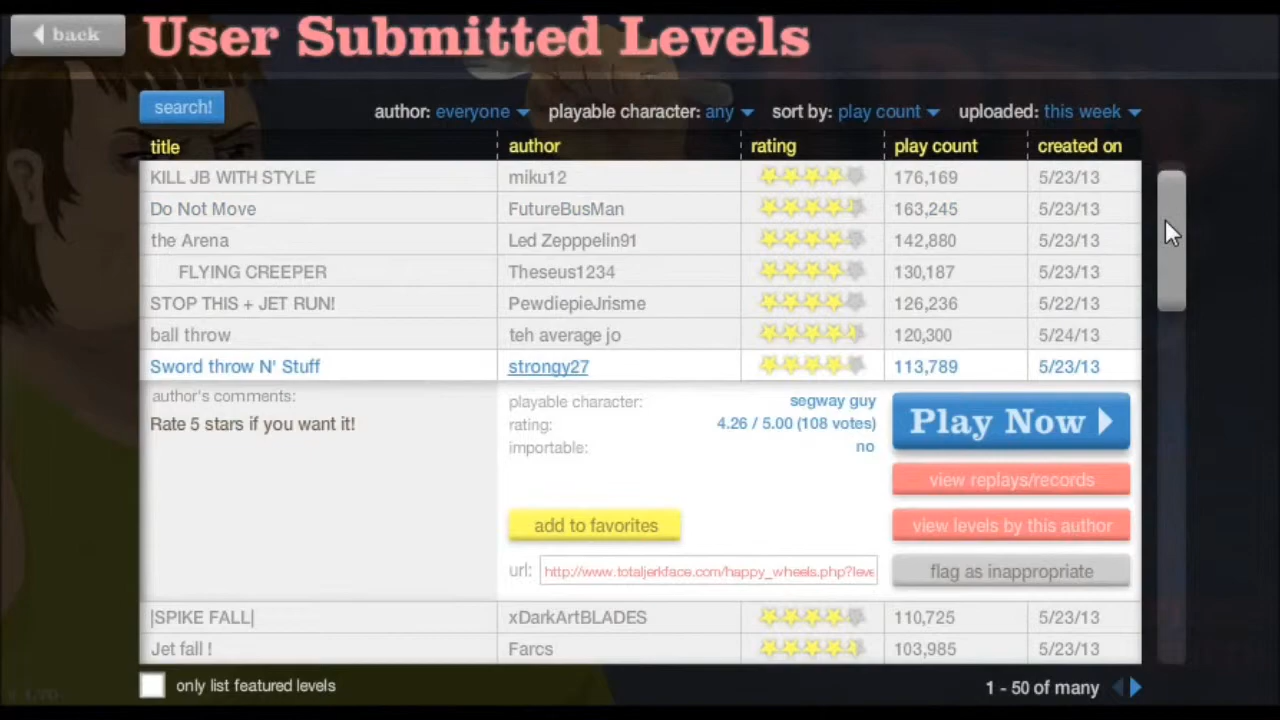 back
User Submitted Levels
search!
author: everyone playable character: any sort by: play count uploaded: this week
title author rating play count created on
KILL JB WITH STYLE miku12 176,169 5/23/13
Do Not Move FutureBusMan 163,245 5/23/13
the Arena Led Zepppelin91 142,880 5/23/13
FLYING CREEPER Theseus1234 130,187 5/23/13
STOP THIS + JET RUN! PewdiepieJrisme 126,236 5/22/13
ball throw teh average jo 120,300 5/24/13
Sword throw N' Stuff strongy27 113,789 5/23/13
author's comments:
Rate 5 stars if you want it!
playable character: segway guy
rating: 4.26 / 5.00 (108 votes)
importable: no
Play Now
view replays/records
add to favorites
view levels by this author
url: http://www.totaljerkface.com/happy_wheels.php?leve
flag as inappropriate
|SPIKE FALL| xDarkArtBLADES 110,725 5/23/13
Jet fall ! Farcs 103,985 5/23/13
only list featured levels
1 - 50 of many